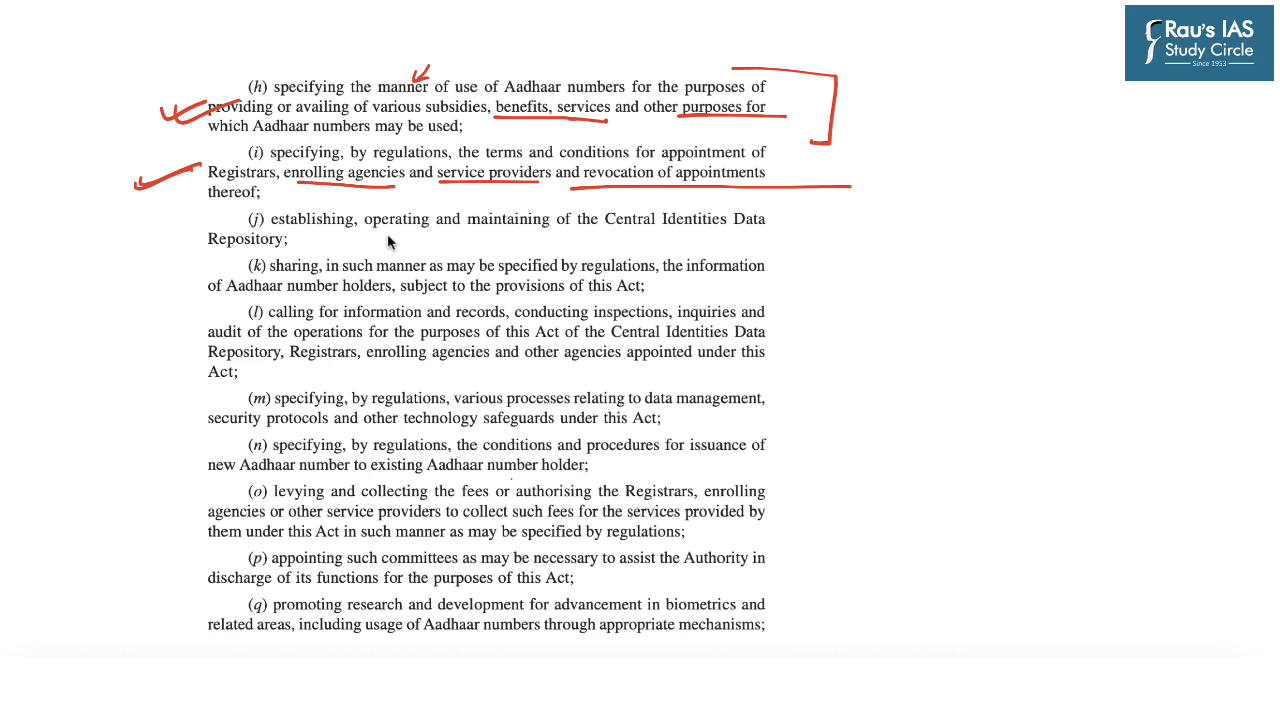 Rau's IAS
Study Circle
Since 1953
(h) specifying the manner of use of Aadhaar numbers for the purposes of
providing or availing of various subsidies, benefits, services and other purposes for
which Aadhaar numbers may be used;
(i) specifying, by regulations, the terms and conditions for appointment of
Registrars, enrolling agencies and service providers and revocation of appointments
thereof;
(j) establishing, operating and maintaining of the Central Identities Data
Repository;
(k) sharing, in such manner as may be specified by regulations, the information
of Aadhaar number holders, subject to the provisions of this Act;
(l) calling for information and records, conducting inspections, inquiries and
audit of the operations for the purposes of this Act of the Central Identities Data
Repository, Registrars, enrolling agencies and other agencies appointed under this
Act;
(m) specifying, by regulations, various processes relating to data management,
security protocols and other technology safeguards under this Act;
(n) specifying, by regulations, the conditions and procedures for issuance of
new Aadhaar number to existing Aadhaar number holder;
(o) levying and collecting the fees or authorising the Registrars, enrolling
agencies or other service providers to collect such fees for the services provided by
them under this Act in such manner as may be specified by regulations;
(p) appointing such committees as may be necessary to assist the Authority in
discharge of its functions for the purposes of this Act;
(q) promoting research and development for advancement in biometrics and
related areas, including usage of Aadhaar numbers through appropriate mechanisms;